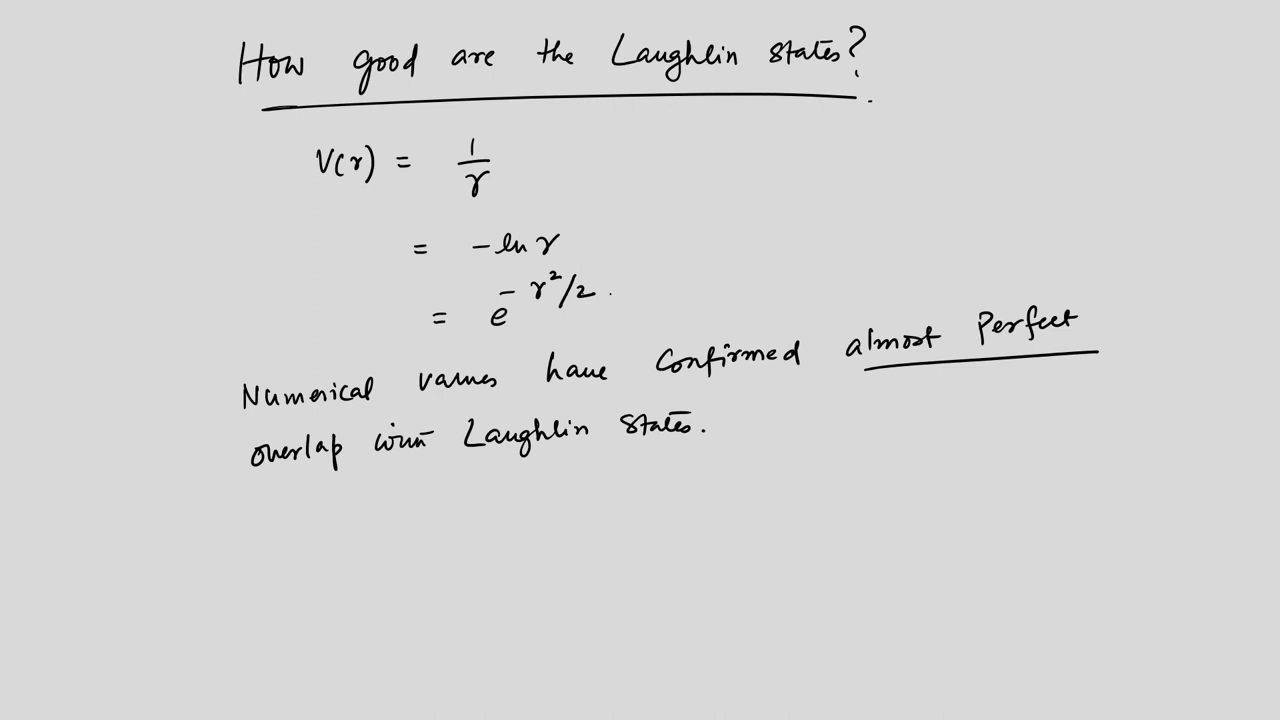 How good are the Laughlin states?
V(r) = 1/r
= - ln r
= e^{- r²/2}.
Numerical values have confirmed almost perfect
overlap with Laughlin states.